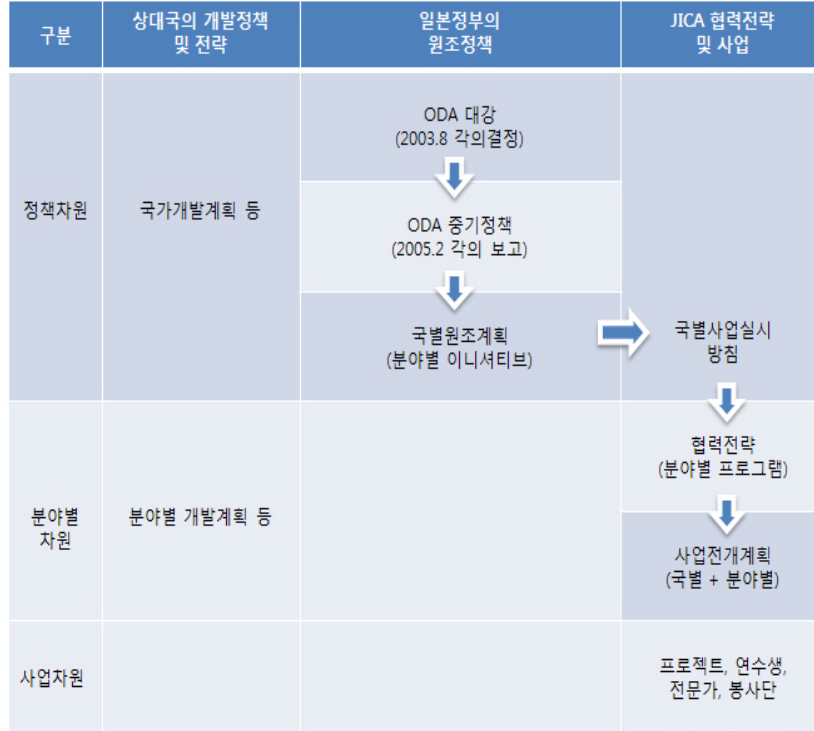 구분
상대국의 개발정책
및 전략
일본정부의
원조정책
JICA 협력전략
및 사업
정책차원
국가개발계획 등
ODA 대강
(2003.8 각의결정)
ODA 중기정책
(2005.2 각의 보고)
국별원조계획
(분야별 이니셔티브)
국별사업실시
방침
분야별
차원
분야별 개발계획 등
협력전략
(분야별 프로그램)
사업전개계획
(국별 + 분야별)
사업차원
프로젝트, 연수생,
전문가, 봉사단